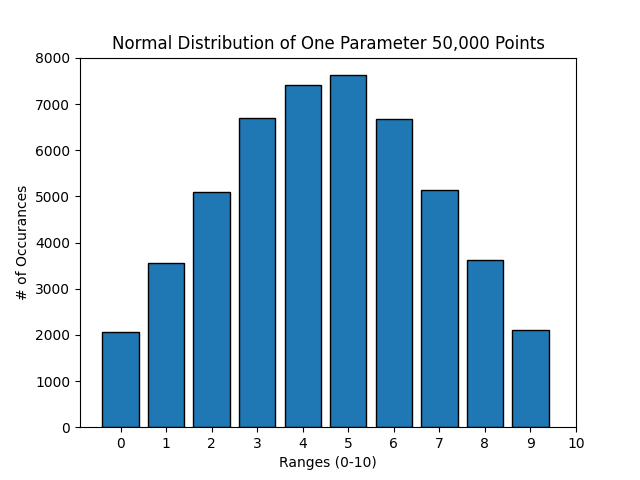 Normal Distribution of One Parameter 50,000 Points
8000
7000
6000
5000
4000
3000
2000
1000
0
# of Occurances
0 1 2 3 4 5 6 7 8 9 10
Ranges (0-10)